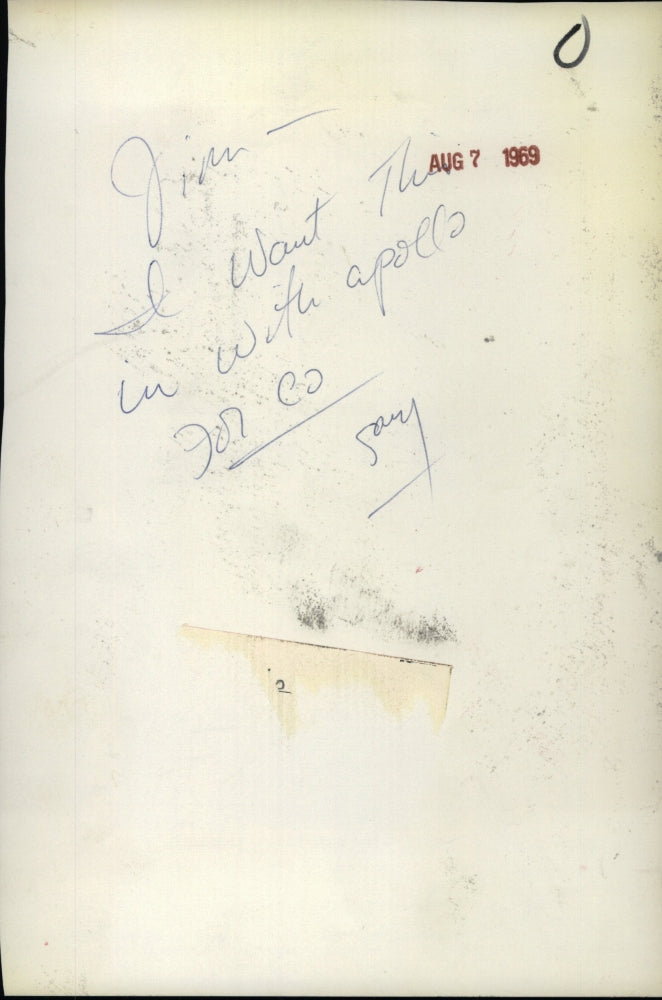 O
AUG 7 1969
Jim —
I Want This
in With apollo
For CO
Gary